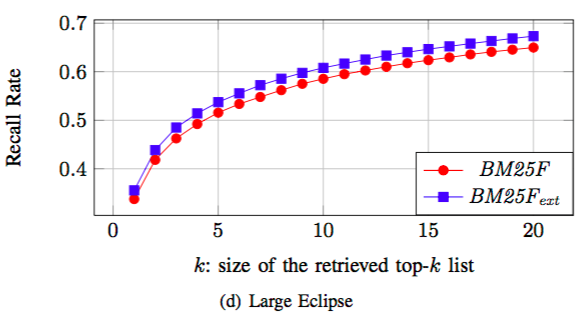 0.7
0.6
0.5
0.4
Recall Rate
BM25F
BM25F_ext
0 5 10 15 20
k: size of the retrieved top-k list
(d) Large Eclipse